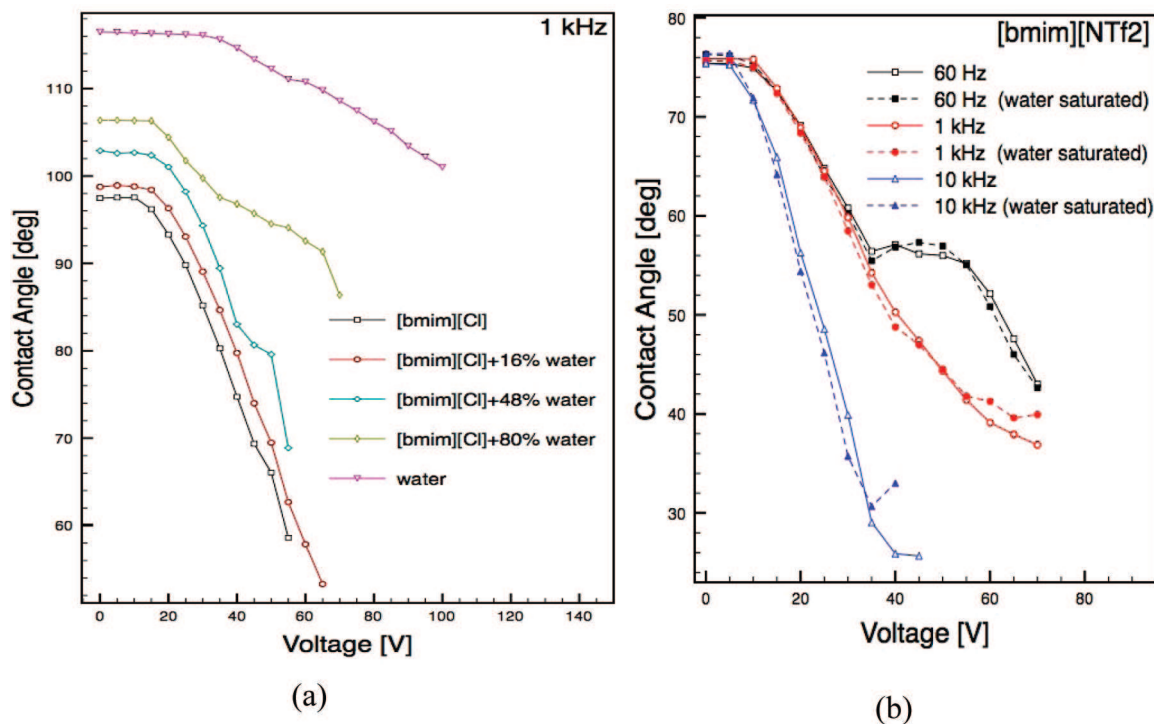 1 kHz
110
100
90
80
70
60
Contact Angle [deg]
[bmim][Cl]
[bmim][Cl]+16% water
[bmim][Cl]+48% water
[bmim][Cl]+80% water
water
0 20 40 60 80 100 120 140
Voltage [V]
(a)
[bmim][NTf2]
80
70
60
50
40
30
Contact Angle [deg]
60 Hz
60 Hz (water saturated)
1 kHz
1 kHz (water saturated)
10 kHz
10 kHz (water saturated)
0 20 40 60 80
Voltage [V]
(b)